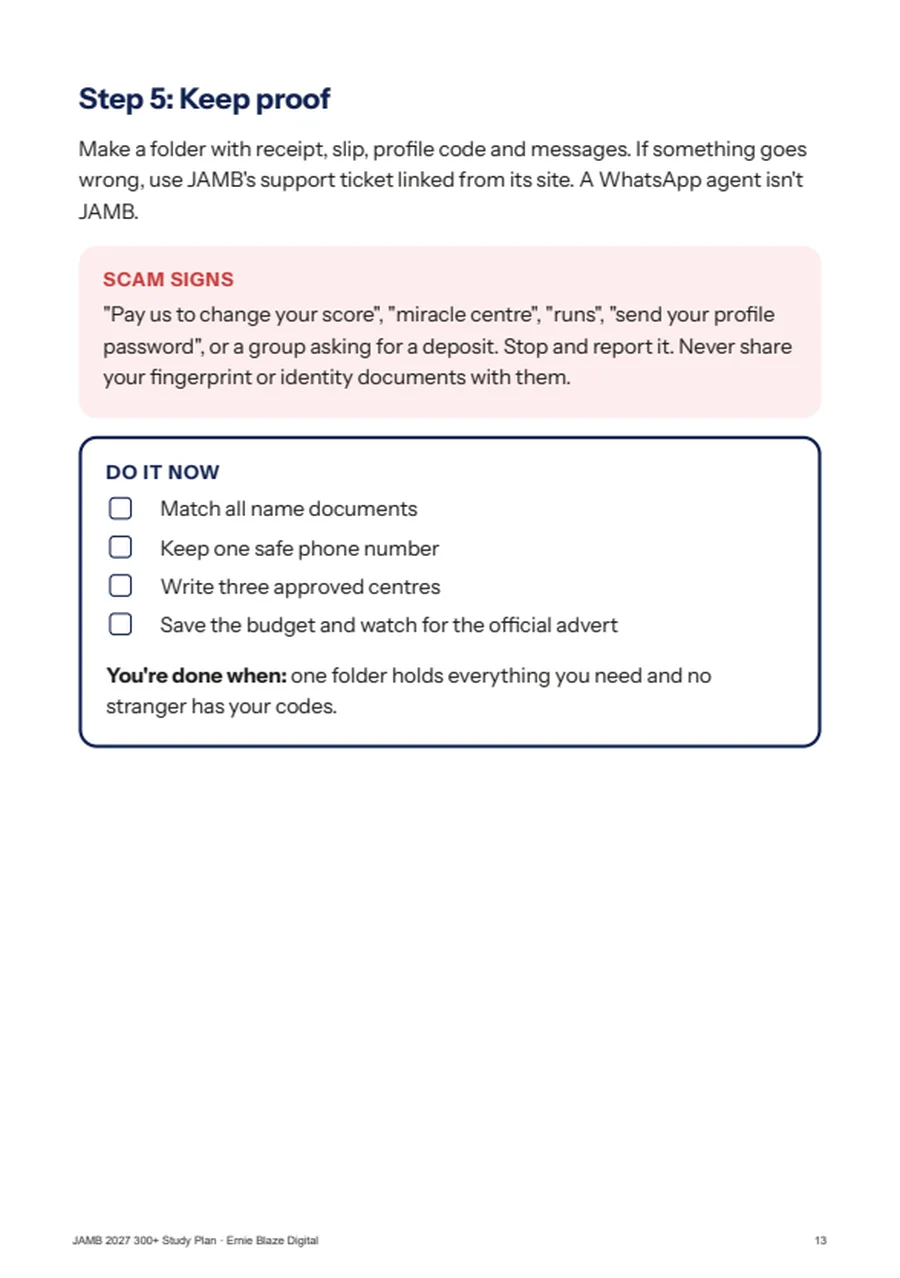 Step 5: Keep proof
Make a folder with receipt, slip, profile code and messages. If something goes
wrong, use JAMB's support ticket linked from its site. A WhatsApp agent isn't
JAMB.
SCAM SIGNS
"Pay us to change your score", "miracle centre", "runs", "send your profile
password", or a group asking for a deposit. Stop and report it. Never share
your fingerprint or identity documents with them.
DO IT NOW
Match all name documents
Keep one safe phone number
Write three approved centres
Save the budget and watch for the official advert
You're done when: one folder holds everything you need and no
stranger has your codes.
JAMB 2027 300+ Study Plan · Ernie Blaze Digital
13